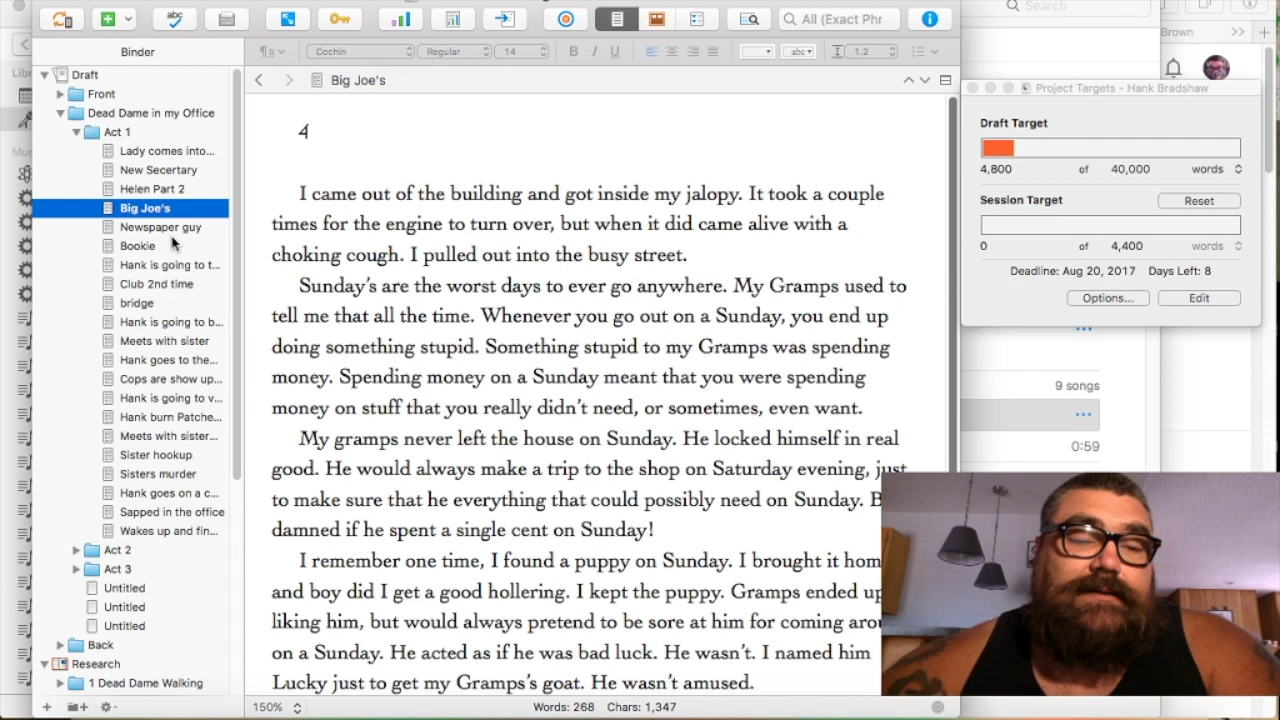 All (Exact Phr
Search
Brown
Cochin
Regular
14
B I U
abc
1.2
Binder
Big Joe's
Draft
Front
Dead Dame in my Office
Act 1
Lady comes into...
New Secertary
Helen Part 2
Big Joe's
Newspaper guy
Bookie
Hank is going to t...
Club 2nd time
bridge
Hank is going to b...
Meets with sister
Hank goes to the...
Cops are show up...
Hank is going to v...
Hank burn Patche...
Meets with sister...
Sister hookup
Sisters murder
Hank goes on a c...
Sapped in the office
Wakes up and fin...
Act 2
Act 3
Untitled
Untitled
Untitled
Back
Research
1 Dead Dame Walking
4
I came out of the building and got inside my jalopy. It took a couple
times for the engine to turn over, but when it did came alive with a
choking cough. I pulled out into the busy street.
Sunday's are the worst days to ever go anywhere. My Gramps used to
tell me that all the time. Whenever you go out on a Sunday, you end up
doing something stupid. Something stupid to my Gramps was spending
money. Spending money on a Sunday meant that you were spending
money on stuff that you really didn't need, or sometimes, even want.
My gramps never left the house on Sunday. He locked himself in real
good. He would always make a trip to the shop on Saturday evening, just
to make sure that he everything that could possibly need on Sunday. B
damned if he spent a single cent on Sunday!
I remember one time, I found a puppy on Sunday. I brought it hom
and boy did I get a good hollering. I kept the puppy. Gramps ended up
liking him, but would always pretend to be sore at him for coming arou
on a Sunday. He acted as if he was bad luck. He wasn't. I named him
Lucky just to get my Gramps's goat. He wasn't amused.
150%
Words: 268 Chars: 1,347
Project Targets - Hank Bradshaw
Draft Target
4,800 of 40,000 words
Session Target
Reset
0 of 4,400 words
Deadline: Aug 20, 2017 Days Left: 8
Options...
Edit
9 songs
0:59